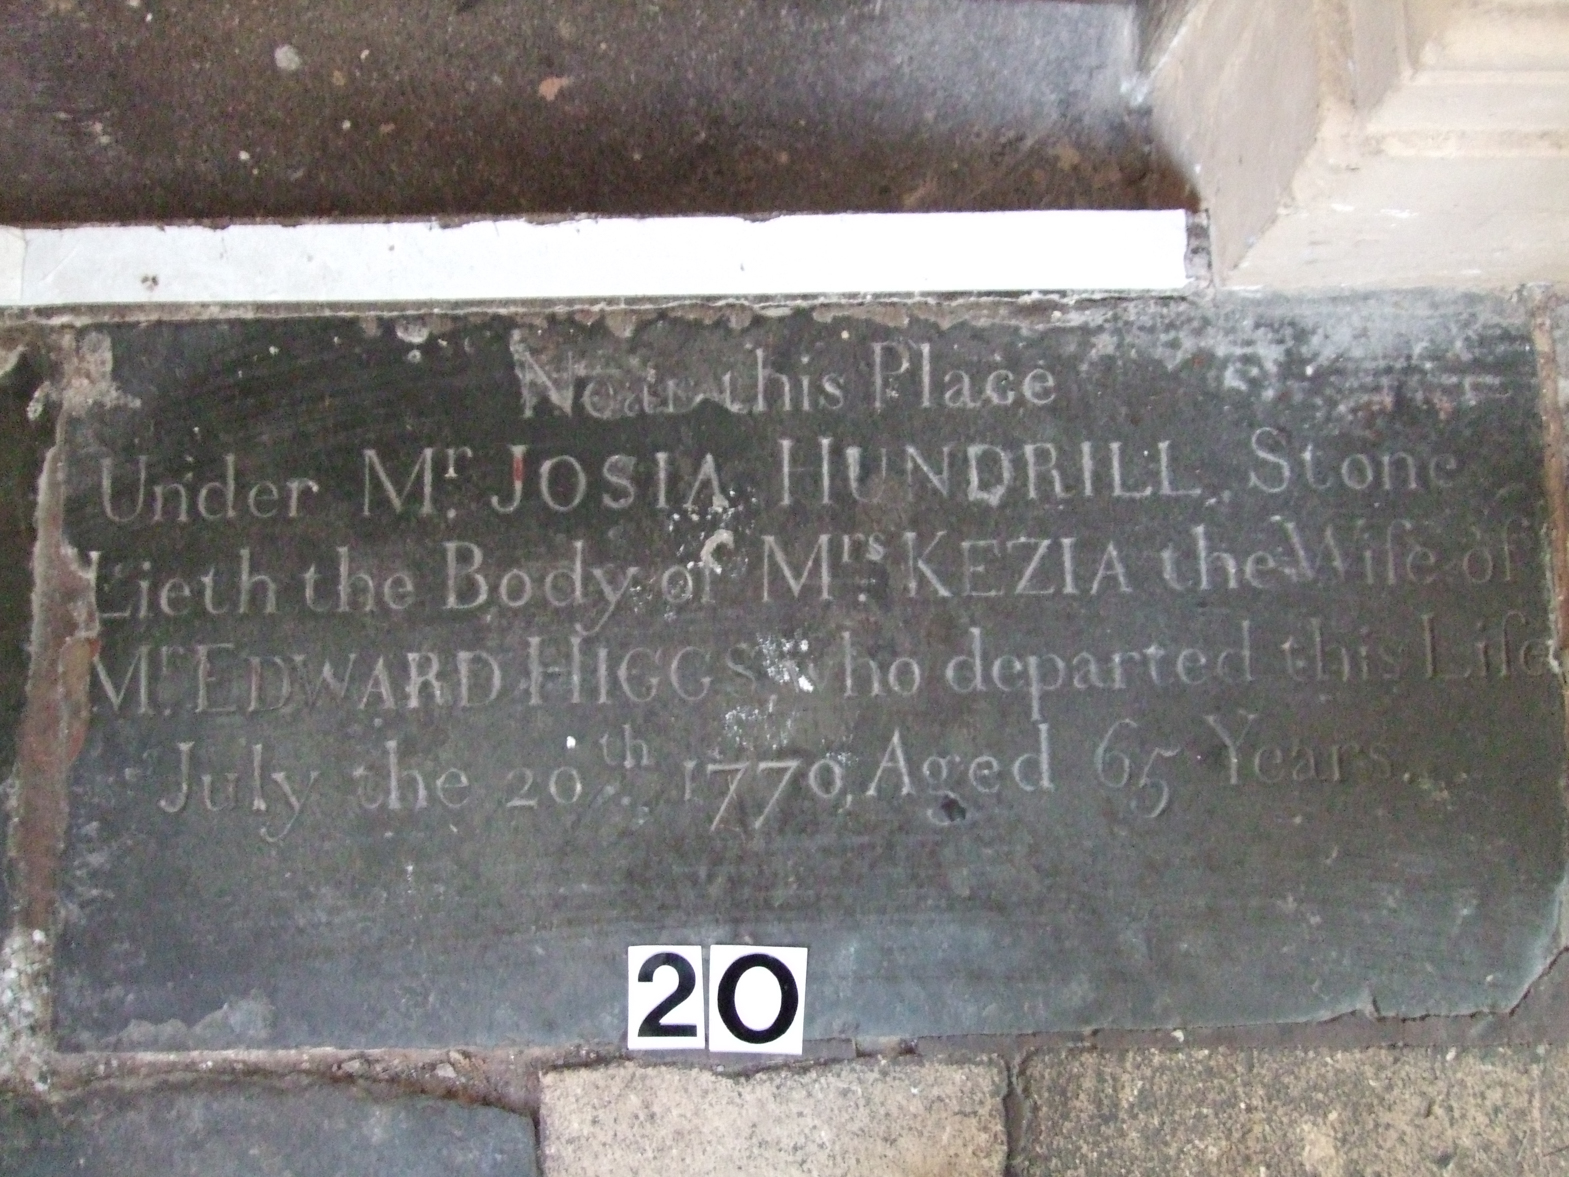 Near this Place
Under Mr. JOSIA HUNDRILL Stone
Lieth the Body of Mrs. KEZIA the Wife of
Mr. EDWARD HIGGS who departed this Life
July the 20th. 1770, Aged 65 Years.
20